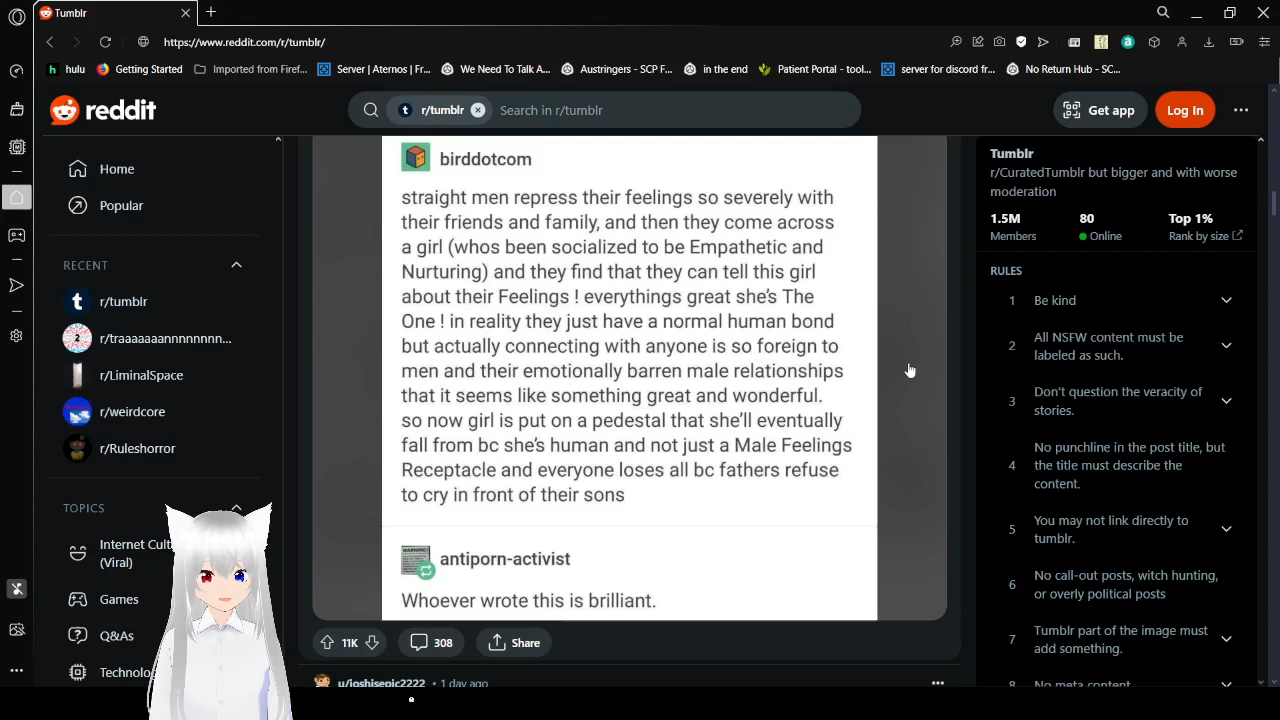 Tumblr
https://www.reddit.com/r/tumblr/
hulu
Getting Started
Imported from Firef...
Server | Aternos | Fr...
We Need To Talk A...
Austringers - SCP F...
in the end
Patient Portal - tool...
server for discord fr...
No Return Hub - SC...
reddit
r/tumblr
Search in r/tumblr
Get app
Log In
Home
Popular
RECENT
r/tumblr
r/traaaaaaannnnnnnn...
r/LiminalSpace
r/weirdcore
r/Ruleshorror
TOPICS
Internet Cult
(Viral)
Games
Q&As
Technolo
birddotcom
straight men repress their feelings so severely with
their friends and family, and then they come across
a girl (whos been socialized to be Empathetic and
Nurturing) and they find that they can tell this girl
about their Feelings ! everythings great she's The
One ! in reality they just have a normal human bond
but actually connecting with anyone is so foreign to
men and their emotionally barren male relationships
that it seems like something great and wonderful.
so now girl is put on a pedestal that she'll eventually
fall from bc she's human and not just a Male Feelings
Receptacle and everyone loses all bc fathers refuse
to cry in front of their sons
antiporn-activist
Whoever wrote this is brilliant.
11K
308
Share
u/joshisepic2222 • 1 day ago
Tumblr
r/CuratedTumblr but bigger and with worse
moderation
1.5M
80
Top 1%
Members
Online
Rank by size
RULES
1 Be kind
2 All NSFW content must be
labeled as such.
3 Don't question the veracity of
stories.
4 No punchline in the post title, but
the title must describe the
content.
5 You may not link directly to
tumblr.
6 No call-out posts, witch hunting,
or overly political posts
7 Tumblr part of the image must
add something.
8 No meta content